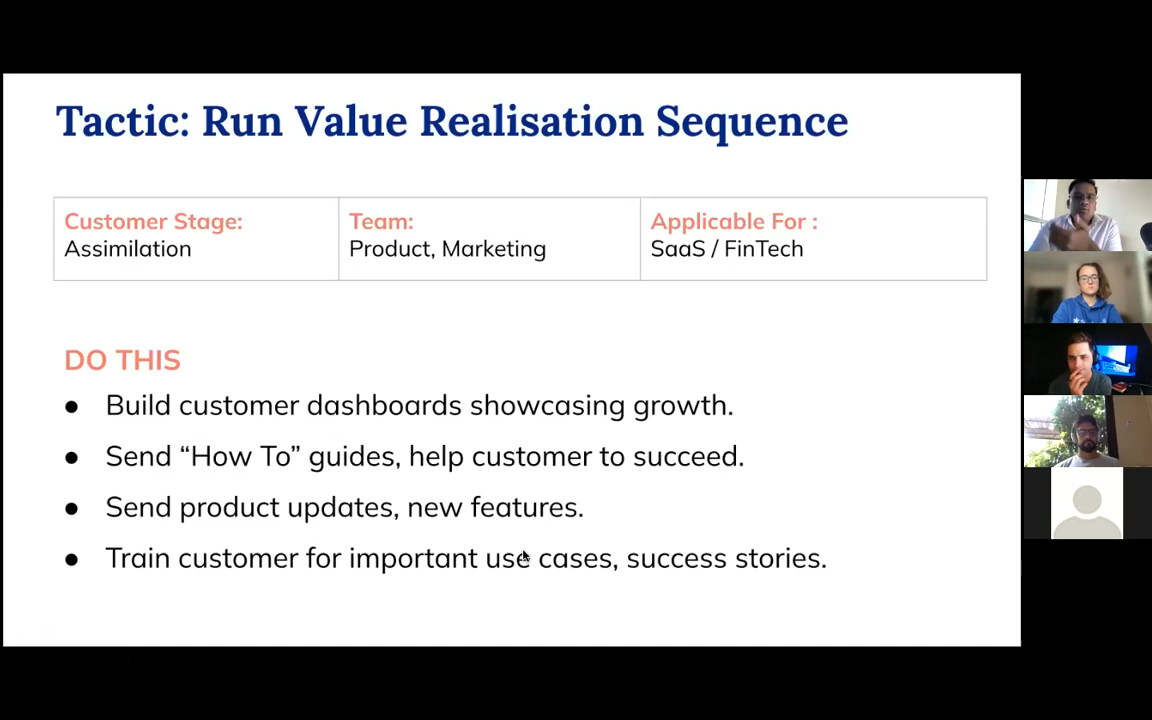 Tactic: Run Value Realisation Sequence
Customer Stage:
Assimilation
Team:
Product, Marketing
Applicable For :
SaaS / FinTech
DO THIS
● Build customer dashboards showcasing growth.
● Send “How To” guides, help customer to succeed.
● Send product updates, new features.
● Train customer for important use cases, success stories.